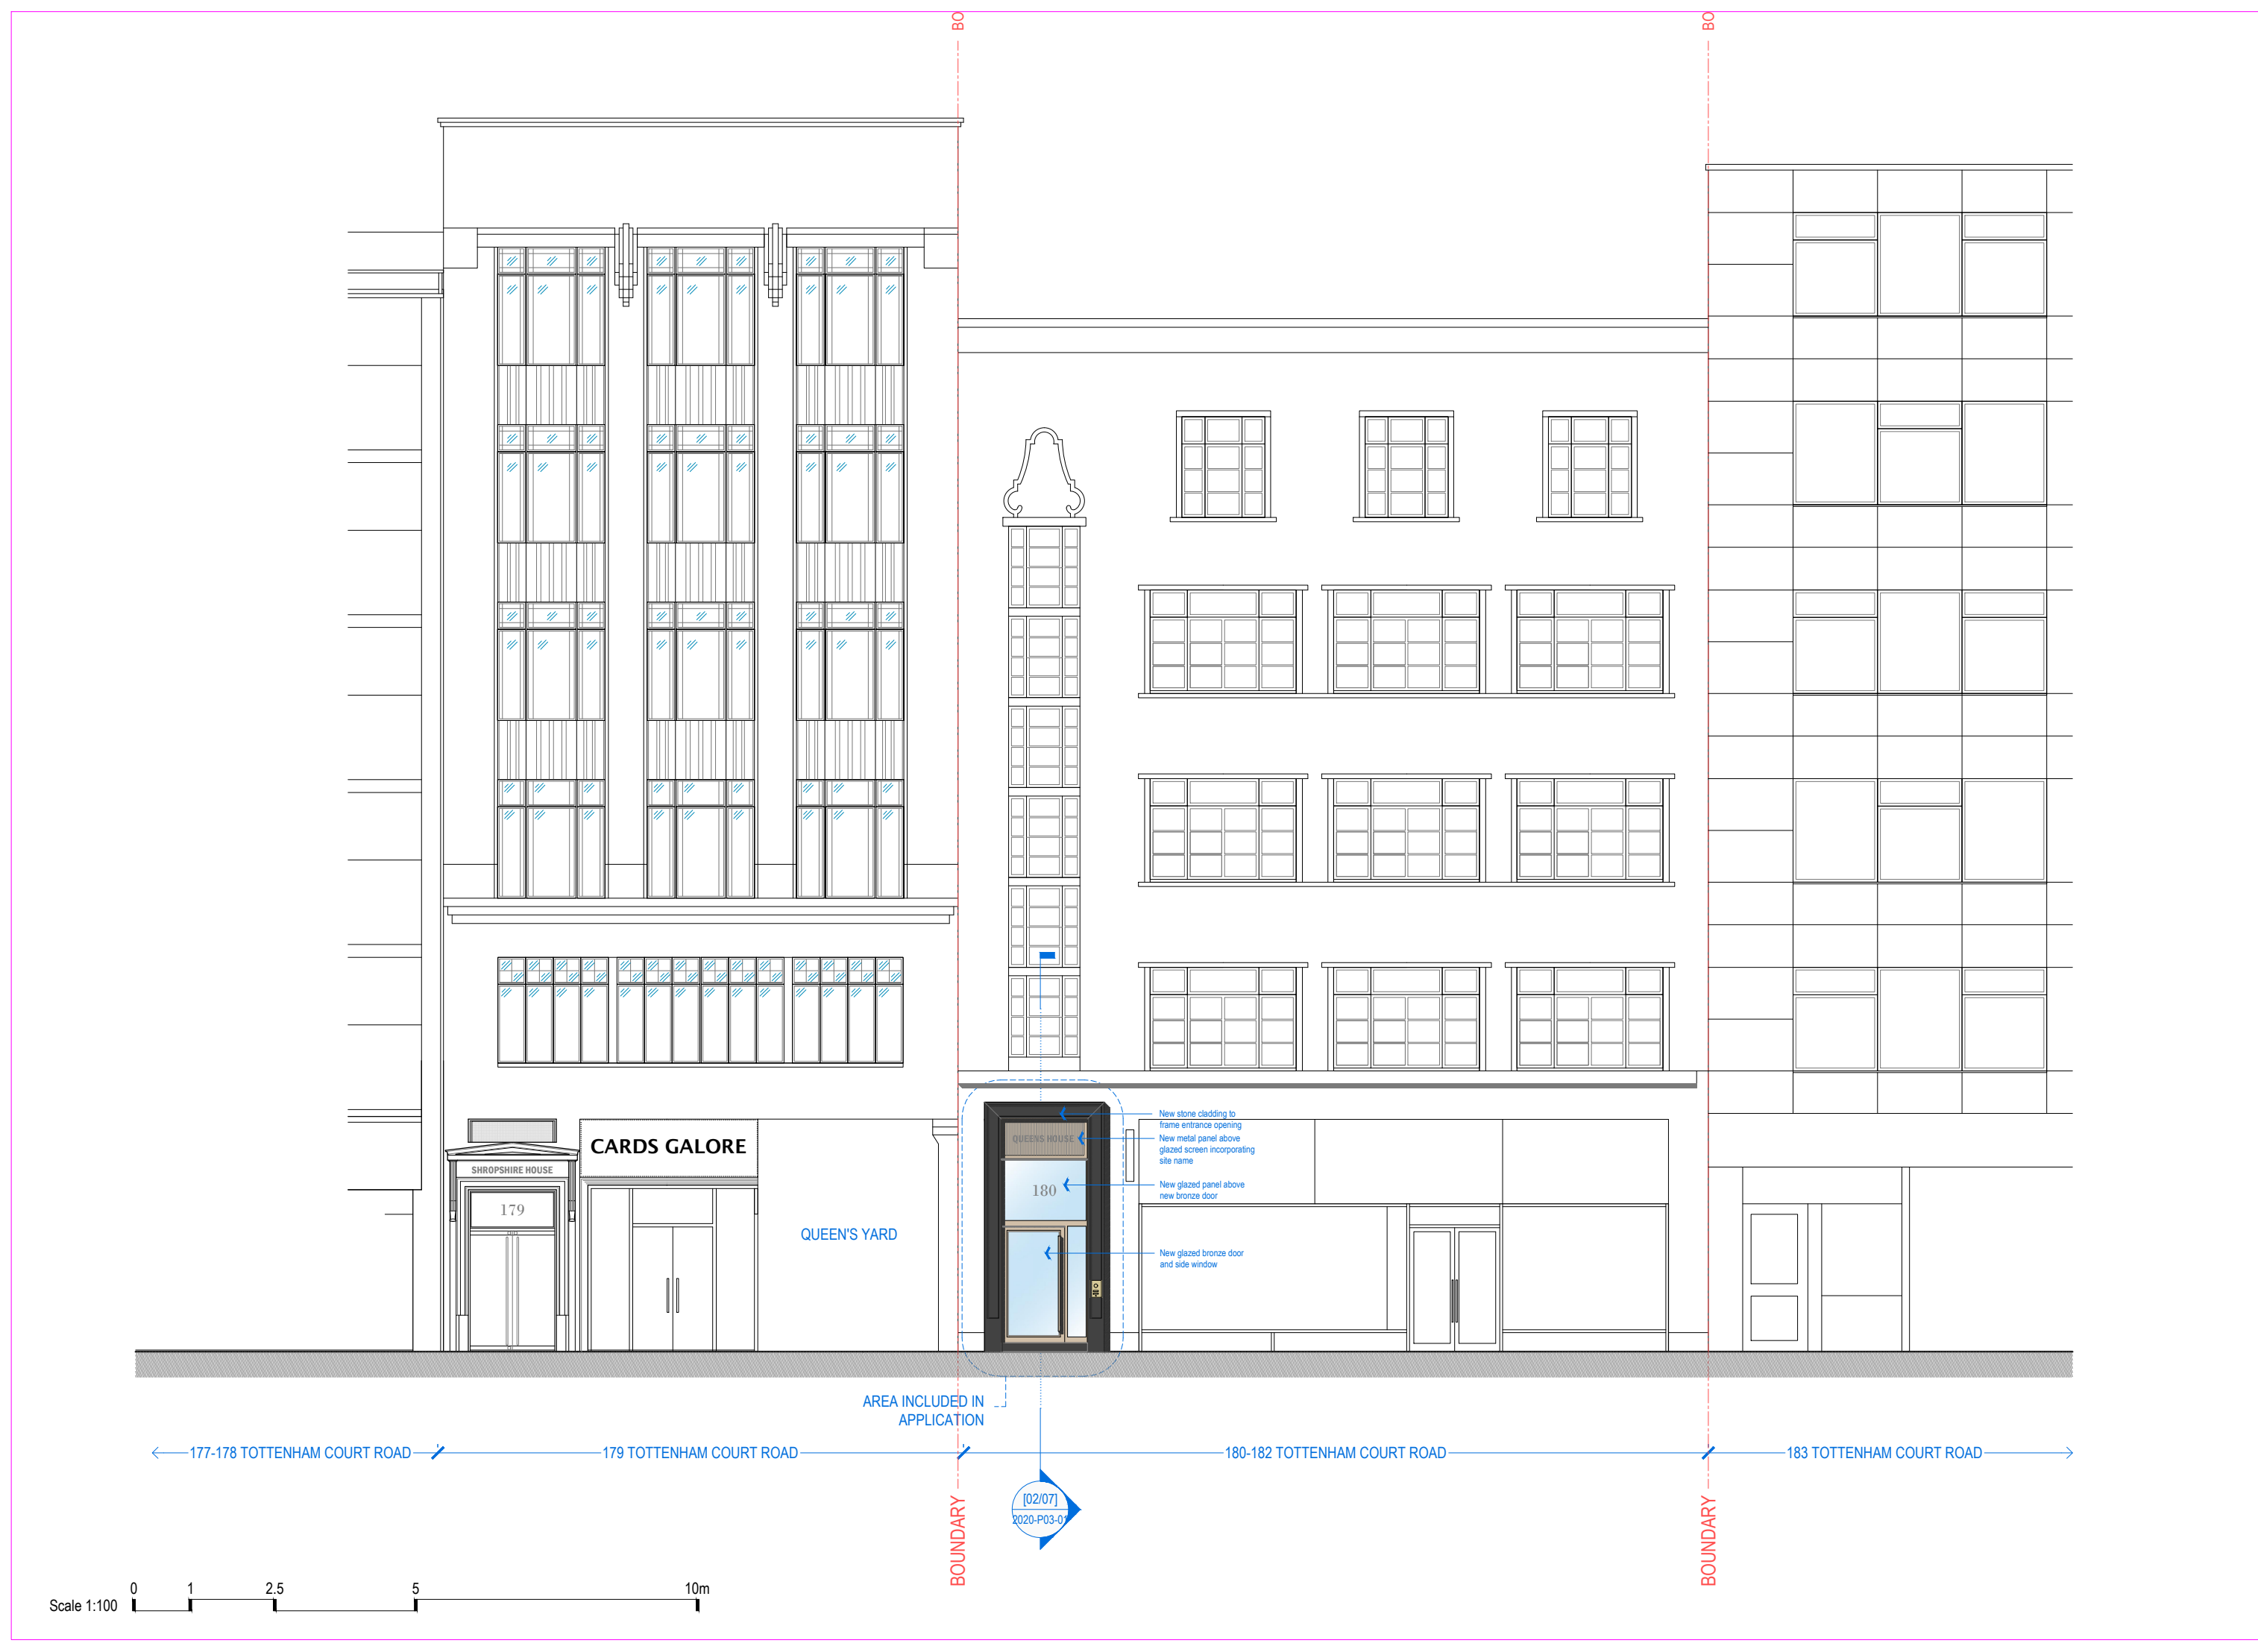 BO
BO
New stone cladding to
frame entrance opening
QUEENS HOUSE
New metal panel above
glazed screen incorporating
site name
CARDS GALORE
SHROPSHIRE HOUSE
180
New glazed panel above
new bronze door
179
QUEEN'S YARD
New glazed bronze door
and side window
AREA INCLUDED IN
APPLICATION
177-178 TOTTENHAM COURT ROAD
179 TOTTENHAM COURT ROAD
180-182 TOTTENHAM COURT ROAD
183 TOTTENHAM COURT ROAD
[02/07]
2020-P03-01
BOUNDARY
BOUNDARY
0 1 2.5 5 10m
Scale 1:100